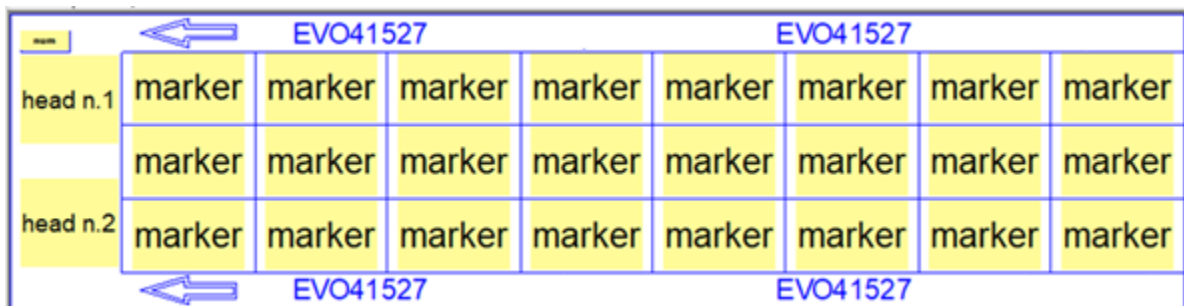 num EVO41527 EVO41527
head n.1 marker marker marker marker marker marker marker marker
marker marker marker marker marker marker marker marker
head n.2 marker marker marker marker marker marker marker marker
EVO41527 EVO41527